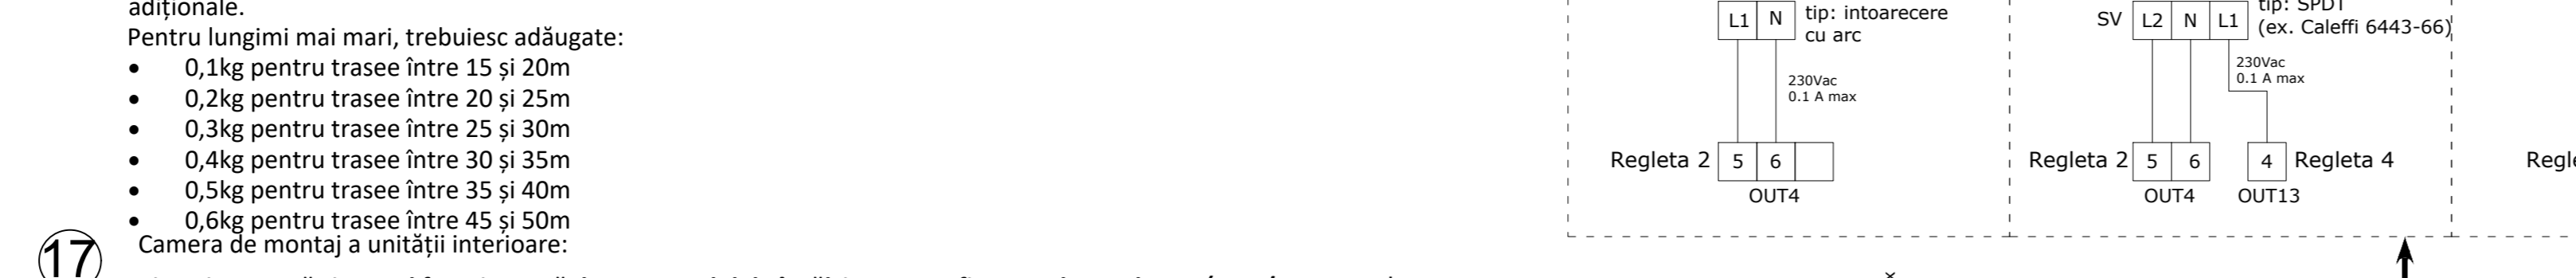 adiționale.
Pentru lungimi mai mari, trebuiesc adăugate:
• 0,1kg pentru trasee între 15 și 20m
• 0,2kg pentru trasee între 20 și 25m
• 0,3kg pentru trasee între 25 și 30m
• 0,4kg pentru trasee între 30 și 35m
• 0,5kg pentru trasee între 35 și 40m
• 0,6kg pentru trasee între 45 și 50m
17 Camera de montaj a unității interioare:
L1 N tip: intoarecere
cu arc
230Vac
0.1 A max
Regleta 2 5 6
OUT4
tip: SPDT
SV L2 N L1 (ex. Caleffi 6443-66)
230Vac
0.1 A max
Regleta 2 5 6 4 Regleta 4
OUT4 OUT13